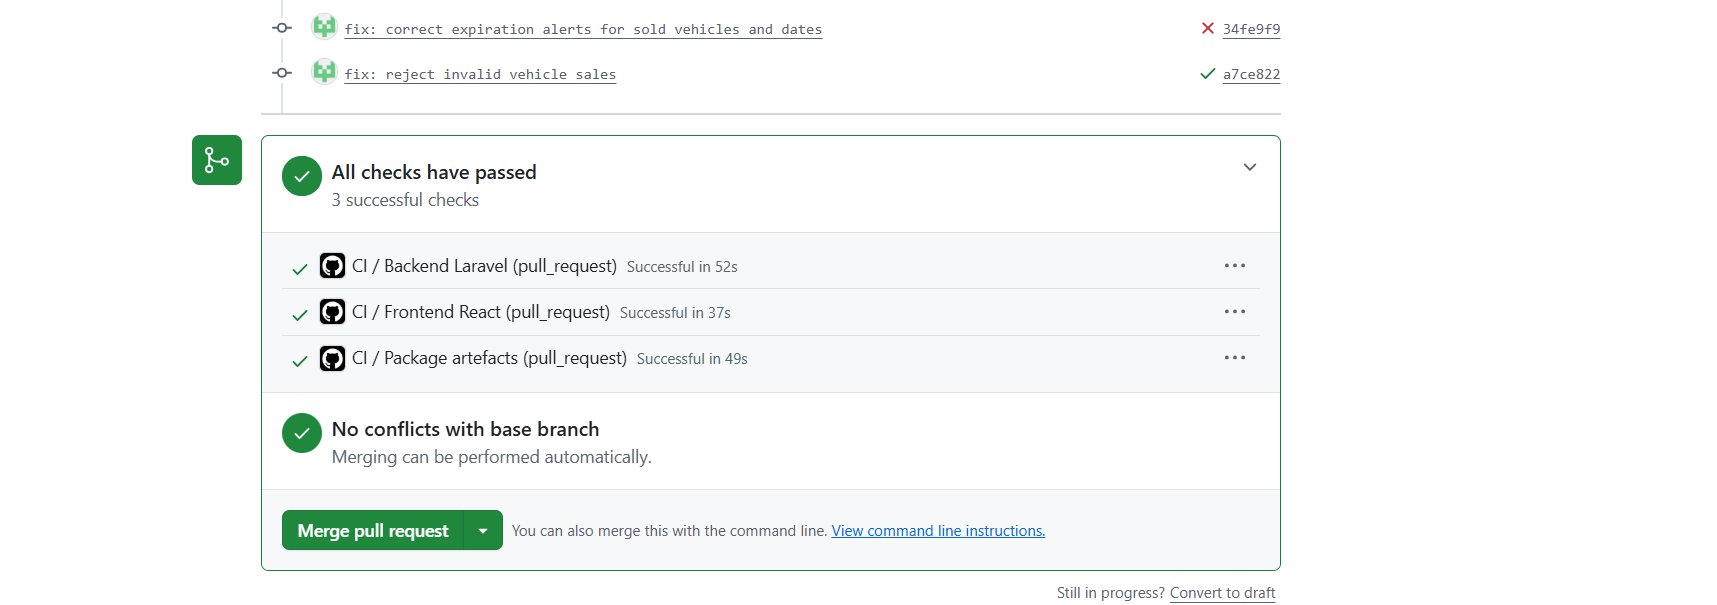 fix: correct expiration alerts for sold vehicles and dates 34fe9f9
fix: reject invalid vehicle sales a7ce822
All checks have passed
3 successful checks
CI / Backend Laravel (pull_request) Successful in 52s
CI / Frontend React (pull_request) Successful in 37s
CI / Package artefacts (pull_request) Successful in 49s
No conflicts with base branch
Merging can be performed automatically.
Merge pull request You can also merge this with the command line. View command line instructions.
Still in progress? Convert to draft